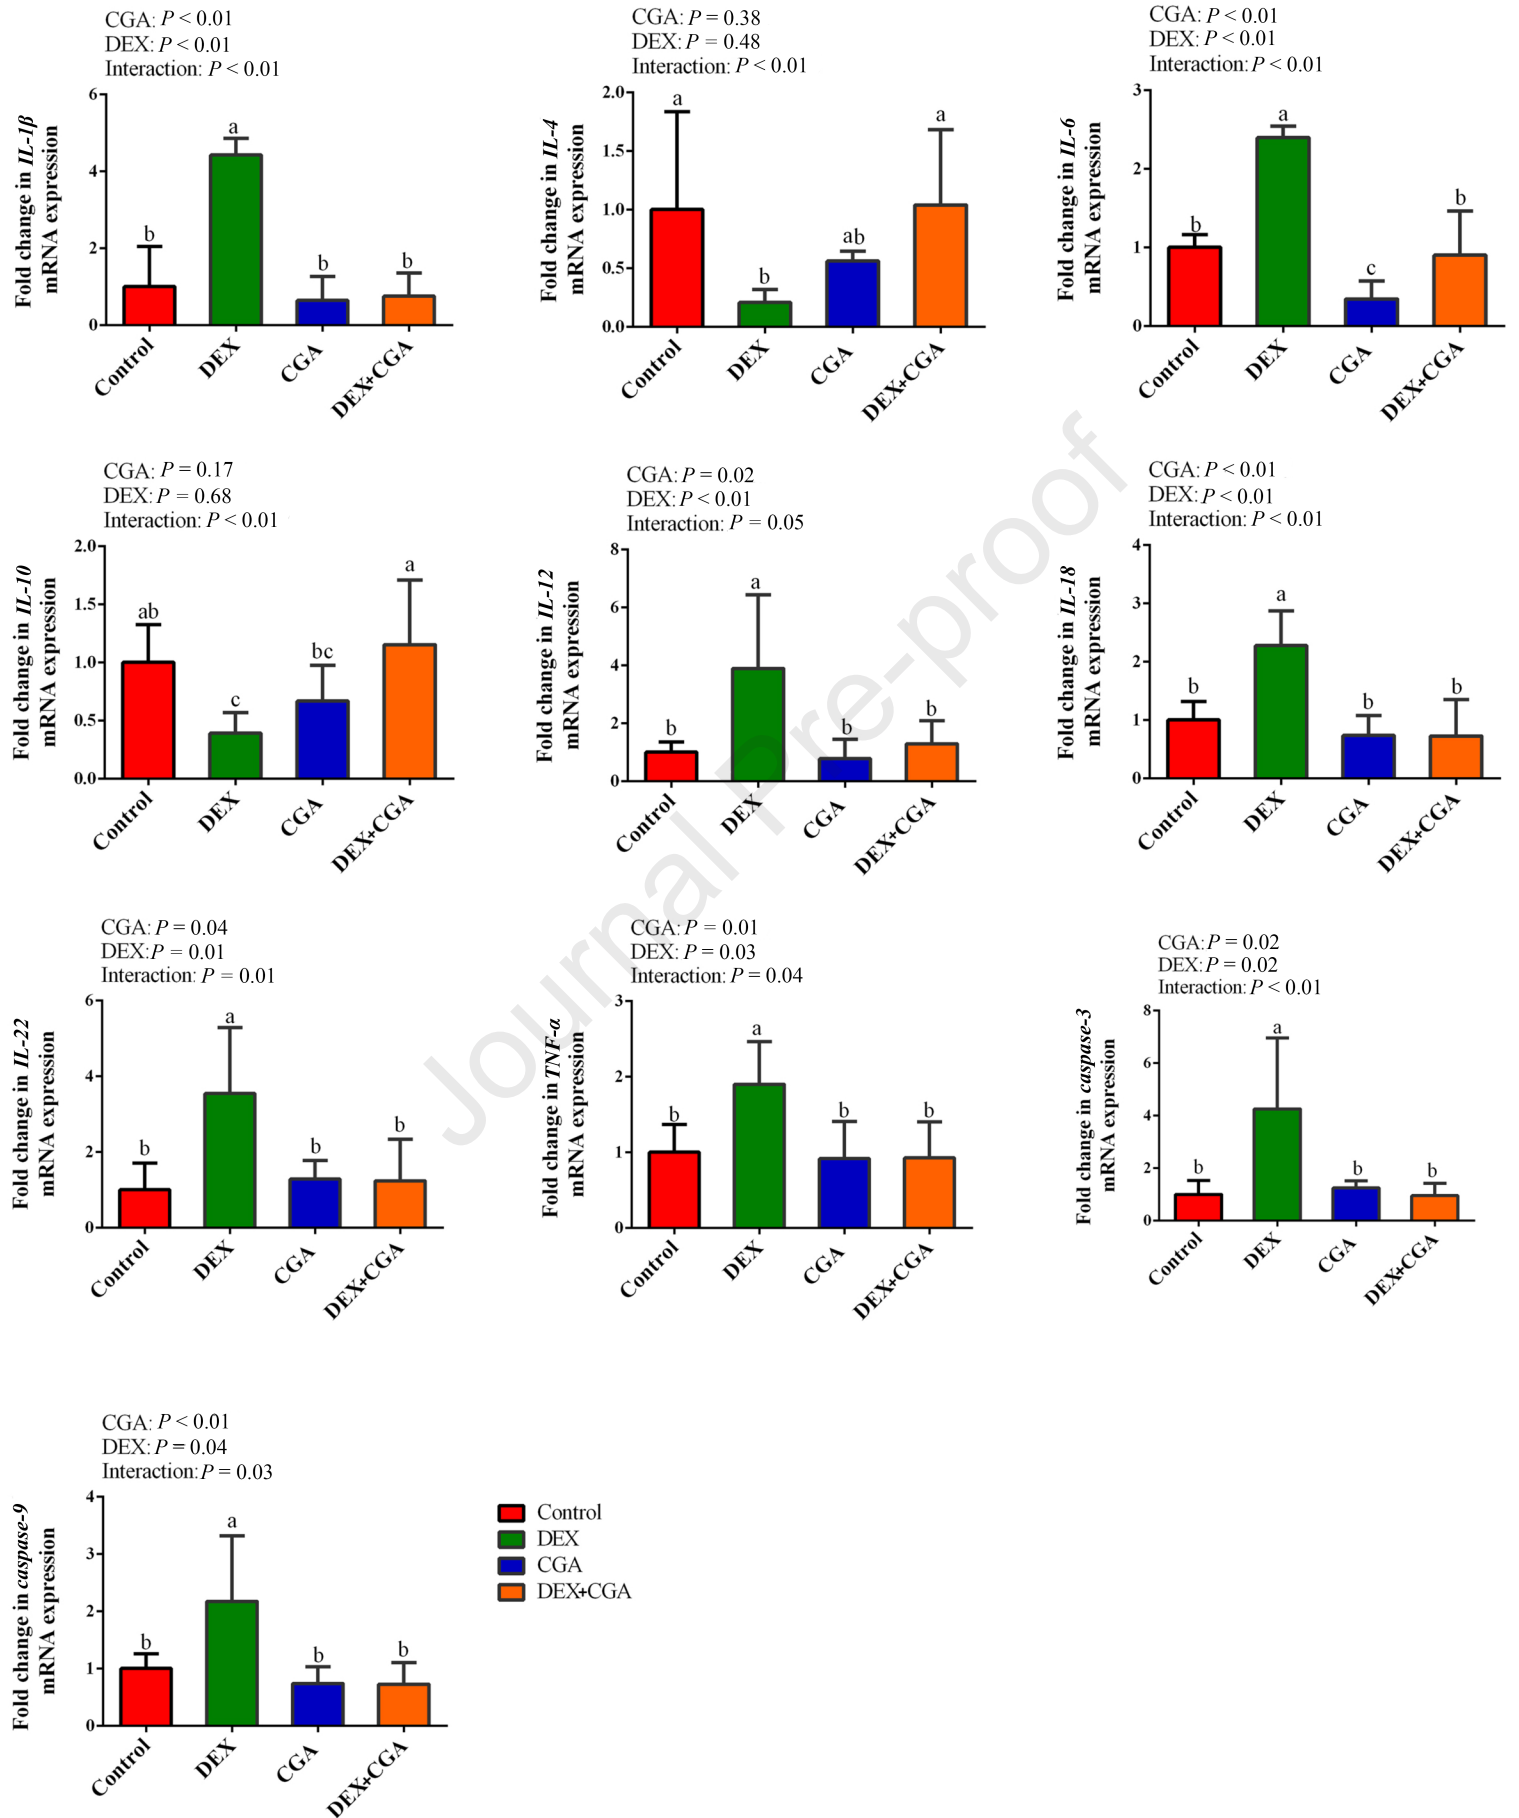 CGA: P < 0.01
DEX: P < 0.01
Interaction: P < 0.01
Fold change in IL-1β
mRNA expression
6
4
2
0
b
a
b
b
Control
DEX
CGA
DEX+CGA
CGA: P = 0.38
DEX: P = 0.48
Interaction: P < 0.01
Fold change in IL-4
mRNA expression
2.0
1.5
1.0
0.5
0.0
a
b
ab
a
Control
DEX
CGA
DEX+CGA
CGA: P < 0.01
DEX: P < 0.01
Interaction: P < 0.01
Fold change in IL-6
mRNA expression
3
2
1
0
b
a
c
b
Control
DEX
CGA
DEX+CGA
CGA: P = 0.17
DEX: P = 0.68
Interaction: P < 0.01
Fold change in IL-10
mRNA expression
2.0
1.5
1.0
0.5
0.0
ab
c
bc
a
Control
DEX
CGA
DEX+CGA
CGA: P = 0.02
DEX: P < 0.01
Interaction: P = 0.05
Fold change in IL-12
mRNA expression
8
6
4
2
0
b
a
b
b
Control
DEX
CGA
DEX+CGA
CGA: P < 0.01
DEX: P < 0.01
Interaction: P < 0.01
Fold change in IL-18
mRNA expression
4
3
2
1
0
b
a
b
b
Control
DEX
CGA
DEX+CGA
CGA: P = 0.04
DEX: P = 0.01
Interaction: P = 0.01
Fold change in IL-22
mRNA expression
6
4
2
0
b
a
b
b
Control
DEX
CGA
DEX+CGA
CGA: P = 0.01
DEX: P = 0.03
Interaction: P = 0.04
Fold change in TNF-α
mRNA expression
3
2
1
0
b
a
b
b
Control
DEX
CGA
DEX+CGA
CGA: P = 0.02
DEX: P = 0.02
Interaction: P < 0.01
Fold change in caspase-3
mRNA expression
8
6
4
2
0
b
a
b
b
Control
DEX
CGA
DEX+CGA
CGA: P < 0.01
DEX: P = 0.04
Interaction: P = 0.03
Fold change in caspase-9
mRNA expression
4
3
2
1
0
b
a
b
b
Control
DEX
CGA
DEX+CGA
Control
DEX
CGA
DEX+CGA
Journal Pre-proof